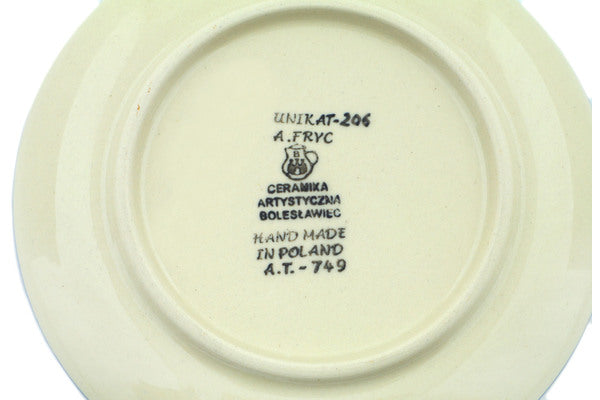 UNIKAT-206
A.FRYC
B
CERAMIKA
ARTYSTYCZNA
BOLESŁAWIEC
HAND MADE
IN POLAND
A.T.-749